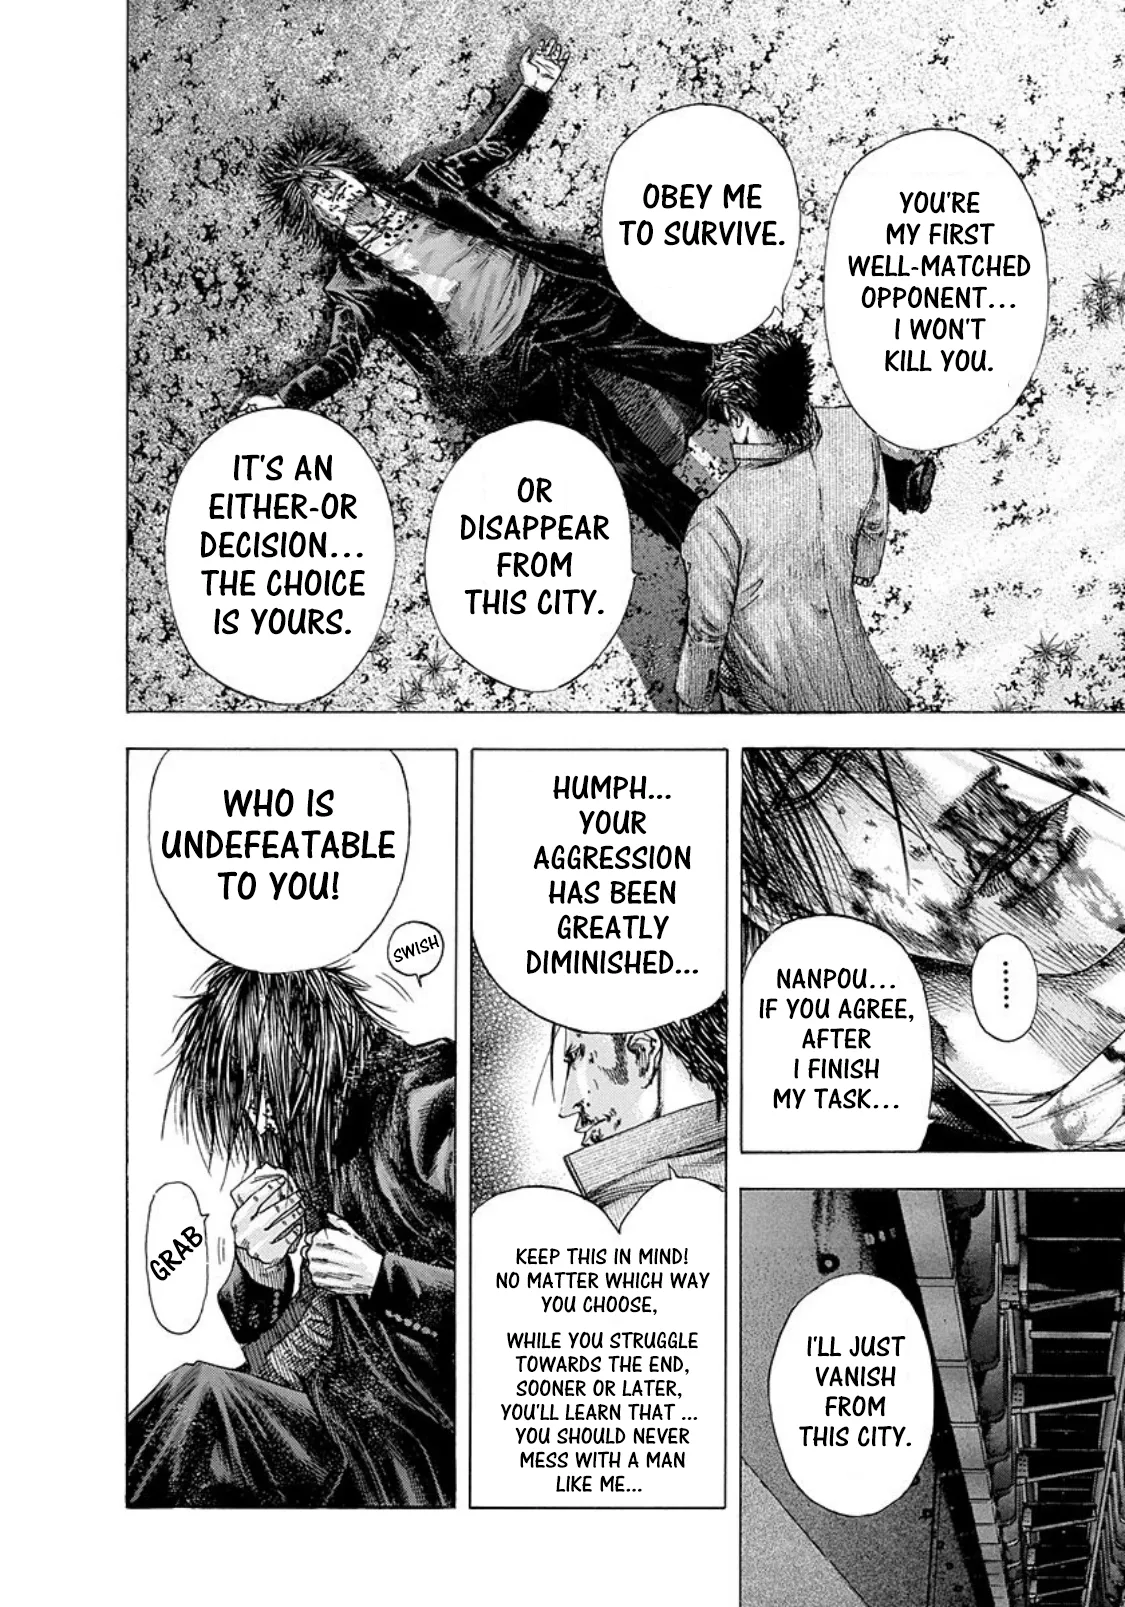 YOU'RE
MY FIRST
WELL-MATCHED
OPPONENT...
I WON'T
KILL YOU.
OBEY ME
TO SURVIVE.
OR
DISAPPEAR
FROM
THIS CITY.
IT'S AN
EITHER-OR
DECISION...
THE CHOICE
IS YOURS.
......
NANPOU...
IF YOU AGREE,
AFTER
I FINISH
MY TASK...
I'LL JUST
VANISH
FROM
THIS CITY.
HUMPH...
YOUR
AGGRESSION
HAS BEEN
GREATLY
DIMINISHED...
KEEP THIS IN MIND!
NO MATTER WHICH WAY
YOU CHOOSE,
WHILE YOU STRUGGLE
TOWARDS THE END,
SOONER OR LATER,
YOU'LL LEARN THAT ...
YOU SHOULD NEVER
MESS WITH A MAN
LIKE ME...
WHO IS
UNDEFEATABLE
TO YOU!
SWISH
GRAB